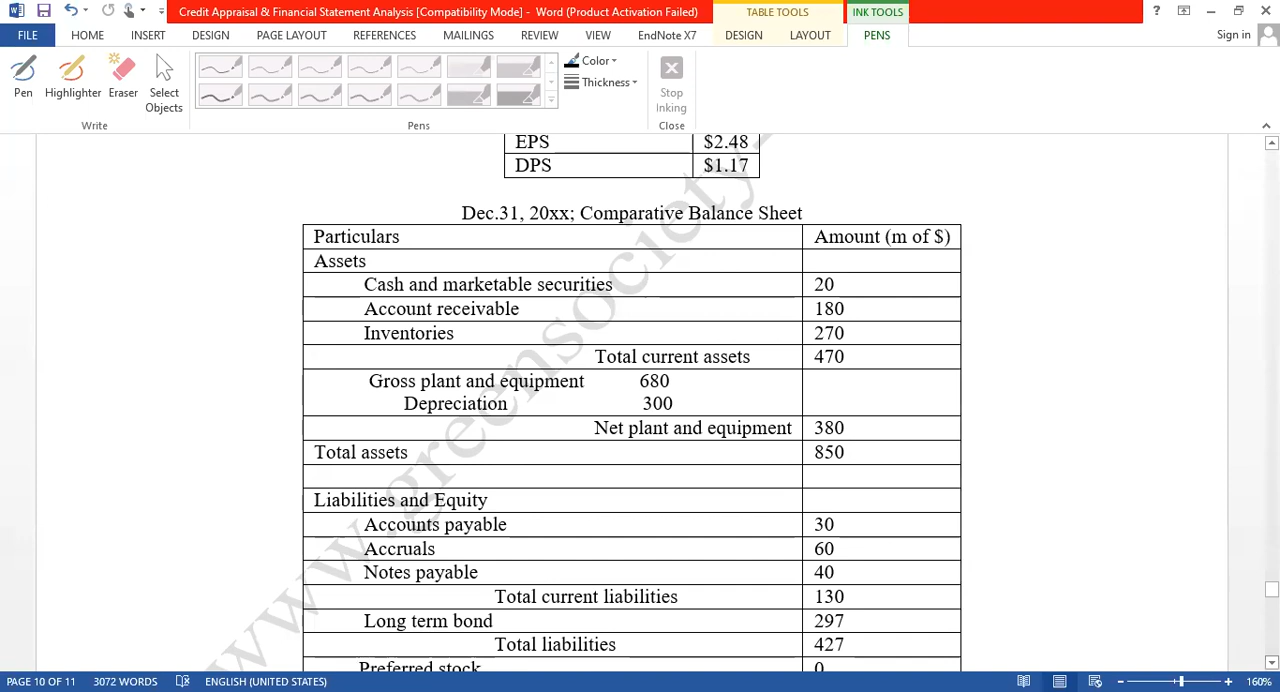 Credit Appraisal & Financial Statement Analysis [Compatibility Mode] - Word (Product Activation Failed)
TABLE TOOLS
INK TOOLS
FILE HOME INSERT DESIGN PAGE LAYOUT REFERENCES MAILINGS REVIEW VIEW EndNote X7 DESIGN LAYOUT PENS Sign in
Pen Highlighter Eraser Select Objects
Color
Thickness
Stop Inking
Write Pens Close
EPS $2.48
DPS $1.17
Dec.31, 20xx; Comparative Balance Sheet
Particulars Amount (m of $)
Assets
Cash and marketable securities 20
Account receivable 180
Inventories 270
Total current assets 470
Gross plant and equipment 680
Depreciation 300
Net plant and equipment 380
Total assets 850
Liabilities and Equity
Accounts payable 30
Accruals 60
Notes payable 40
Total current liabilities 130
Long term bond 297
Total liabilities 427
Preferred stock 0
www.greensociety.
PAGE 10 OF 11 3072 WORDS ENGLISH (UNITED STATES) 160%